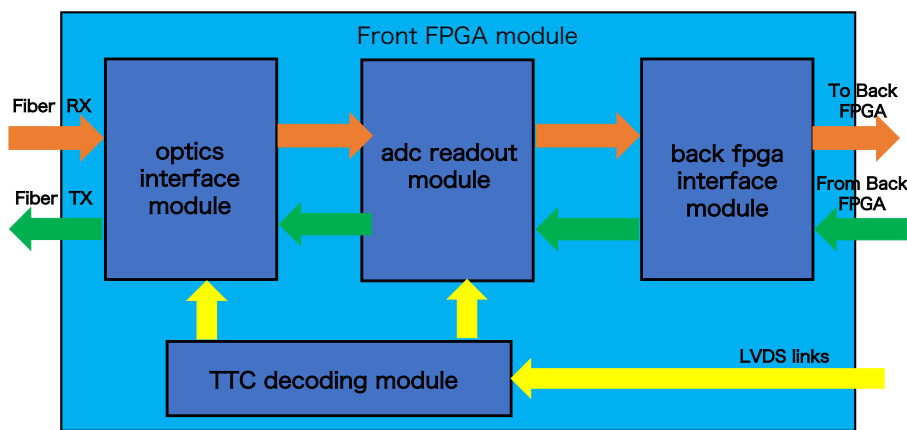 Front FPGA module
Fiber RX
Fiber TX
optics
interface
module
adc readout
module
back fpga
interface
module
To Back
FPGA
From Back
FPGA
LVDS links
TTC decoding module